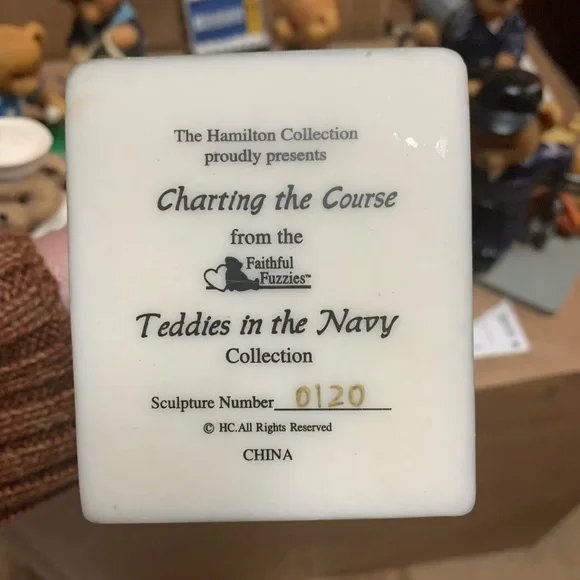 The Hamilton Collection
proudly presents
Charting the Course
from the
Faithful
Fuzzies™
Teddies in the Navy
Collection
Sculpture Number 0120
© HC. All Rights Reserved
CHINA